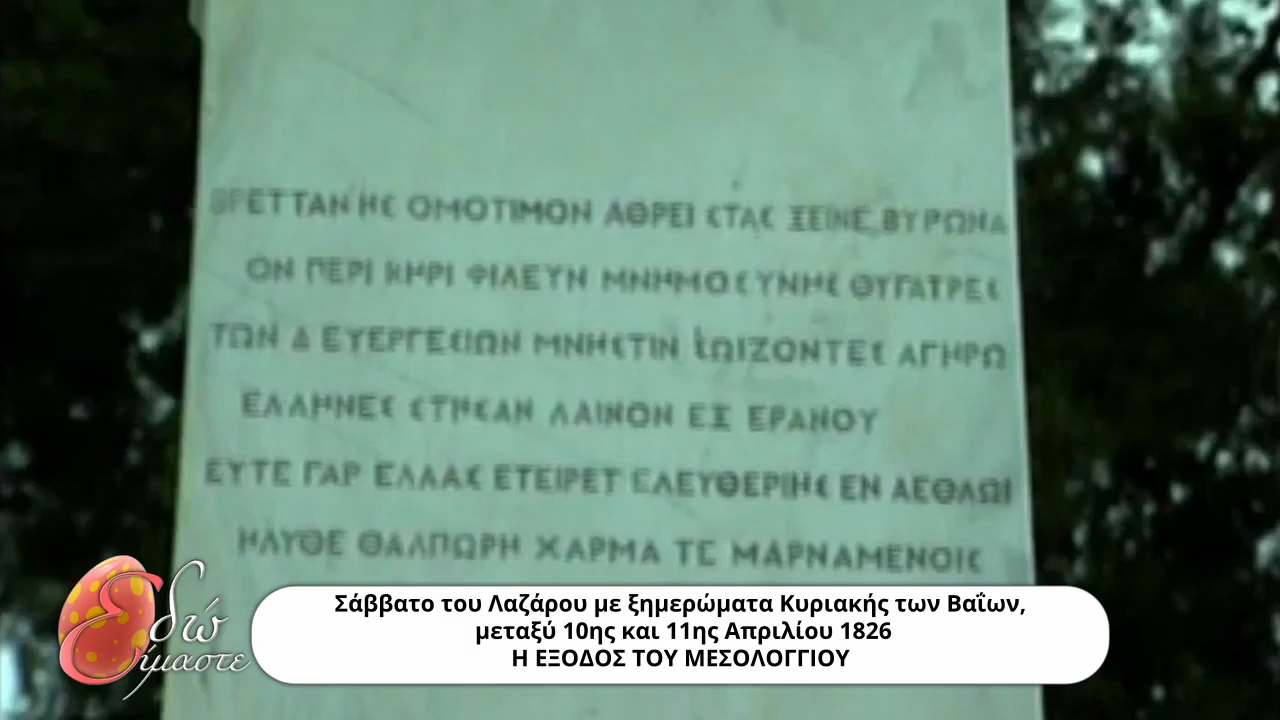 ΒΡΕΤΤΑΝΙΗϹ ΟΜΟΤΙΜΟΝ ΑΘΡΕΙ ϹΤΑϹ ΞΕΙΝΕ ΒΥΡΩΝΑ
ΟΝ ΠΕΡΙ ΚΗΡΙ ΦΙΛΕΥΝ ΜΝΗΜΟϹΥΝΗϹ ΘΥΓΑΤΡΕϹ
ΤΩΝ Δ ΕΥΕΡΓΕϹΙΩΝ ΜΝΗϹΤΙΝ ϹΩΙΖΟΝΤΕϹ ΑΓΗΡΩ
ΕΛΛΗΝΕϹ ϹΤΗϹΑΝ ΛΑΙΝΟΝ ΕΞ ΕΡΑΝΟΥ
ΕΥΤΕ ΓΑΡ ΕΛΛΑϹ ΕΤΕΙΡΕΤ ΕΛΕΥΘΕΡΙΗϹ ΕΝ ΑΕΘΛΩΙ
ΗΛΥΘΕ ΘΑΛΠΩΡΗ ΧΑΡΜΑ ΤΕ ΜΑΡΝΑΜΕΝΟΙϹ
Εδώ
Είμαστε
Σάββατο του Λαζάρου με ξημερώματα Κυριακής των Βαΐων,
μεταξύ 10ης και 11ης Απριλίου 1826
Η ΕΞΟΔΟΣ ΤΟΥ ΜΕΣΟΛΟΓΓΙΟΥ